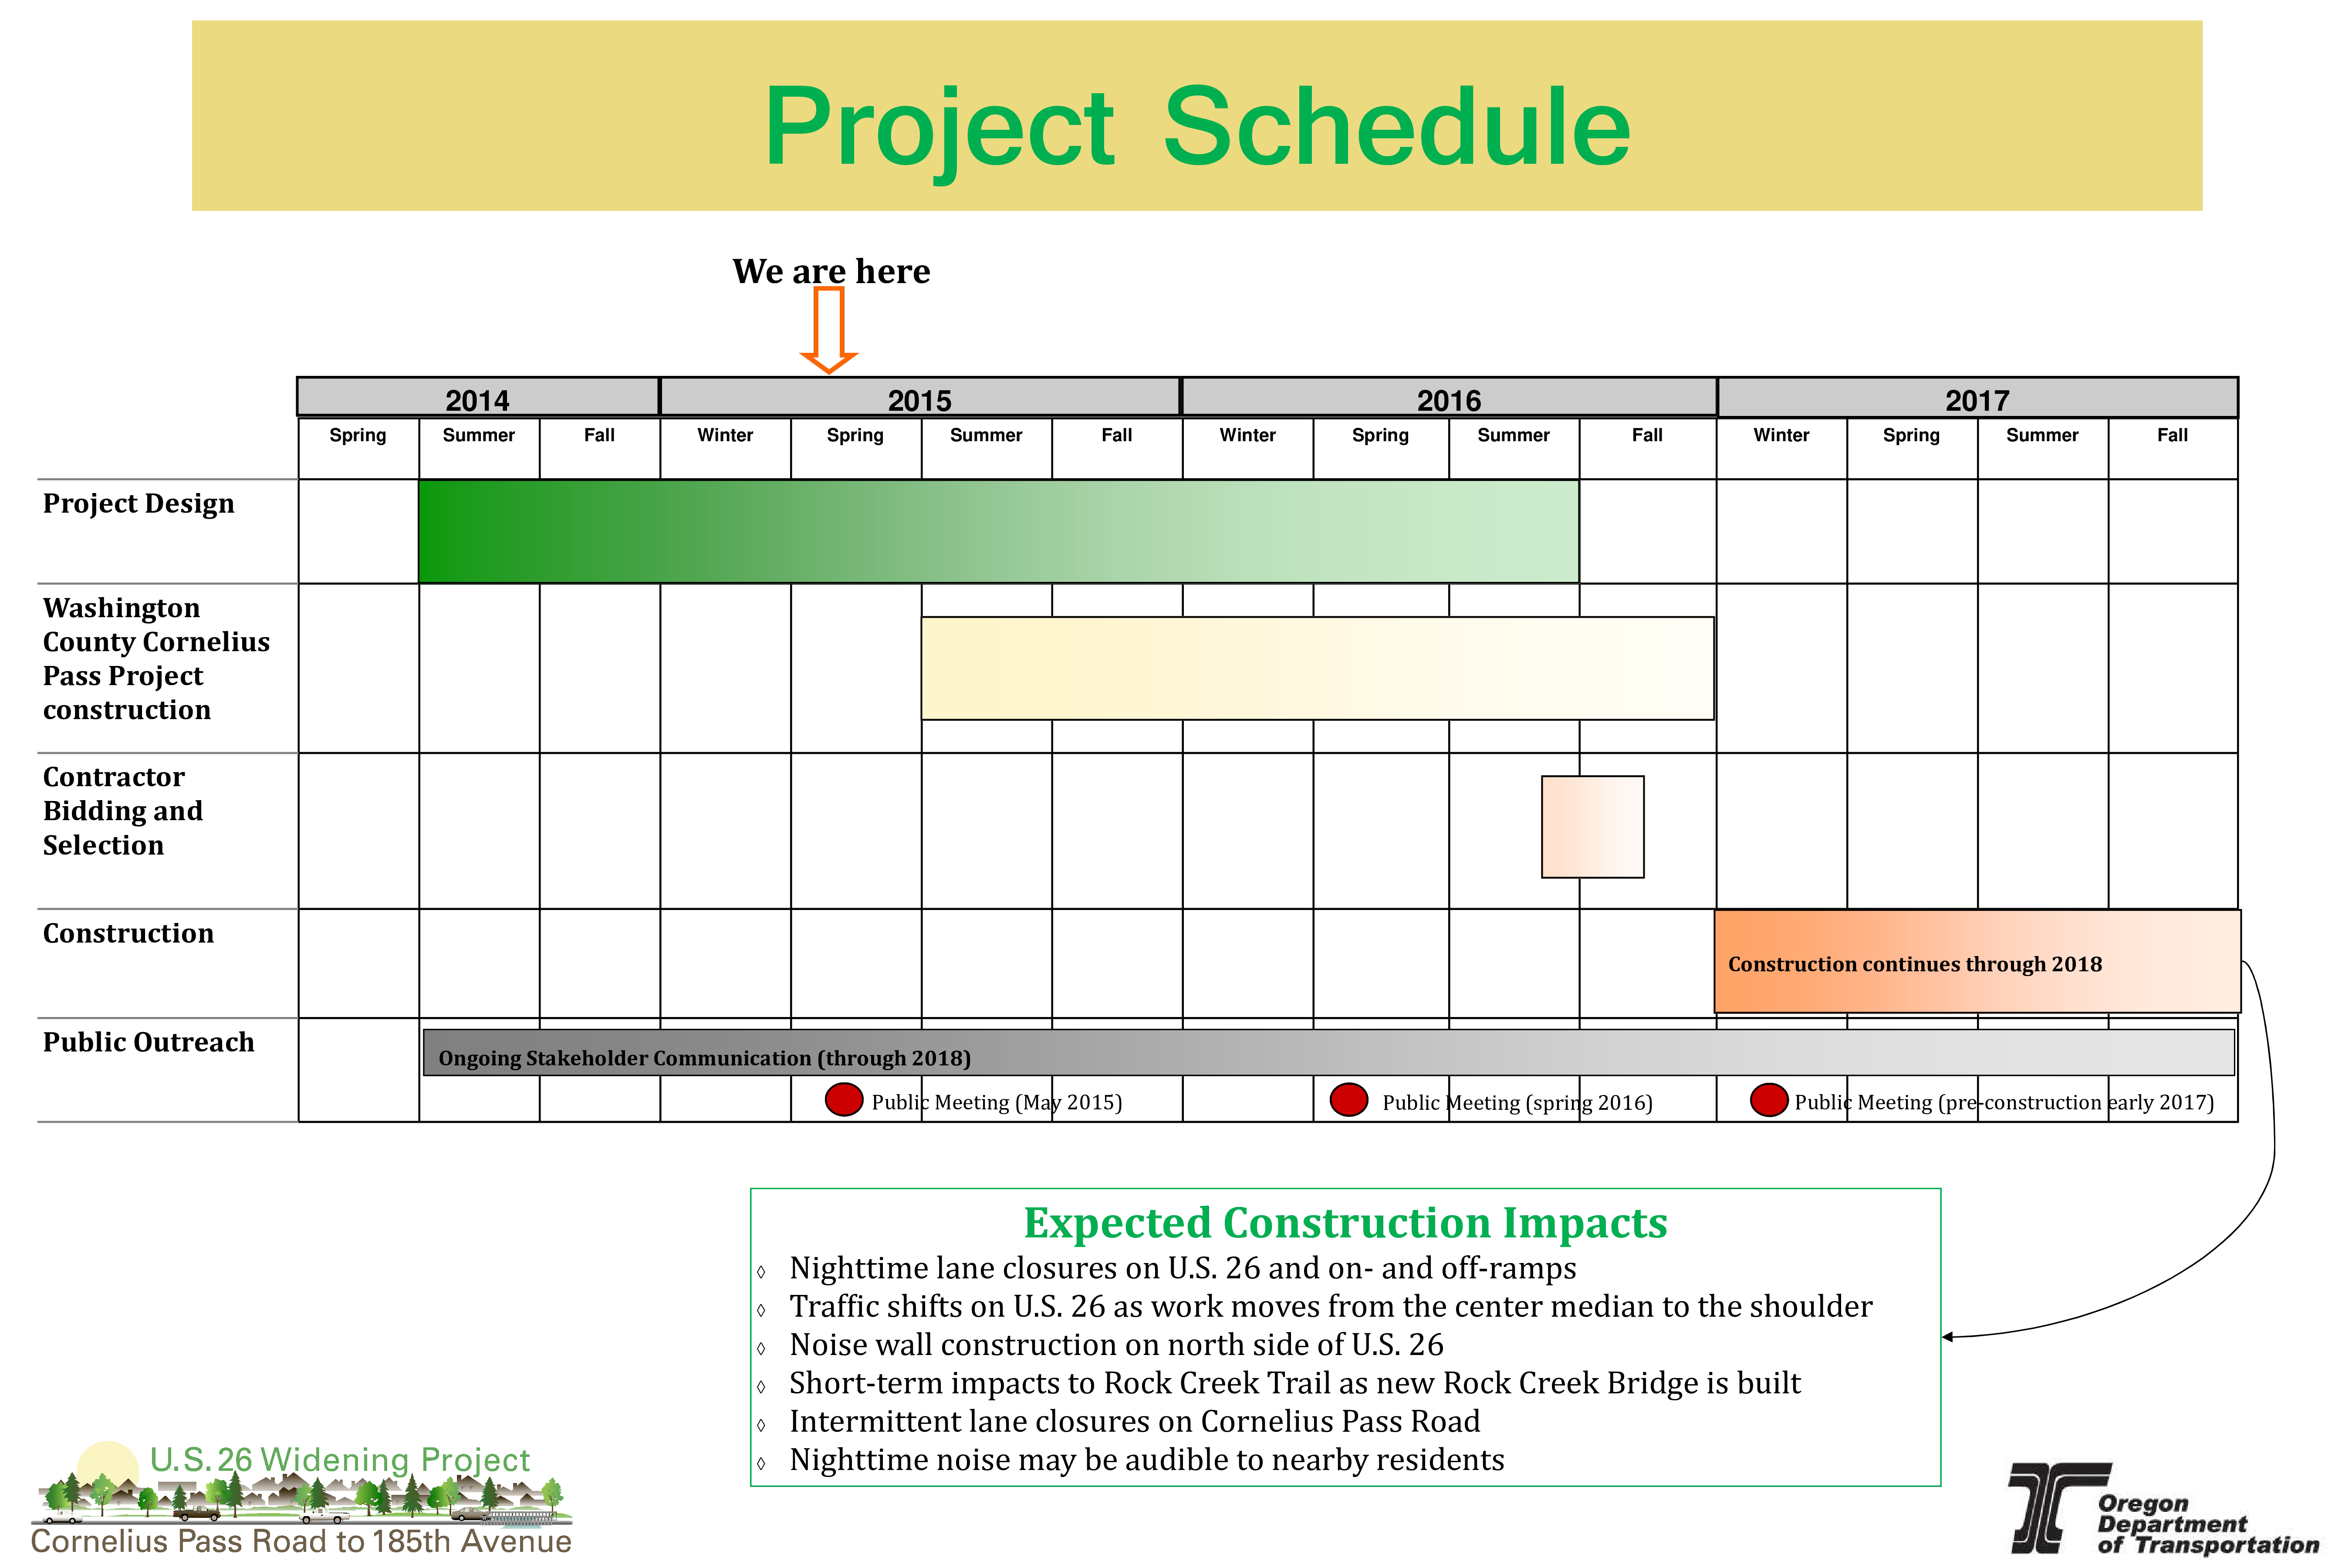 Project Schedule
We are here
2014 2015 2016 2017
Spring Summer Fall Winter Spring Summer Fall Winter Spring Summer Fall Winter Spring Summer Fall
Project Design
Washington
County Cornelius
Pass Project
construction
Contractor
Bidding and
Selection
Construction
Construction continues through 2018
Public Outreach
Ongoing Stakeholder Communication (through 2018)
Public Meeting (May 2015) Public Meeting (spring 2016) Public Meeting (pre-construction early 2017)
Expected Construction Impacts
◊ Nighttime lane closures on U.S. 26 and on- and off-ramps
◊ Traffic shifts on U.S. 26 as work moves from the center median to the shoulder
◊ Noise wall construction on north side of U.S. 26
◊ Short-term impacts to Rock Creek Trail as new Rock Creek Bridge is built
◊ Intermittent lane closures on Cornelius Pass Road
◊ Nighttime noise may be audible to nearby residents
U.S. 26 Widening Project
Cornelius Pass Road to 185th Avenue
Oregon
Department
of Transportation